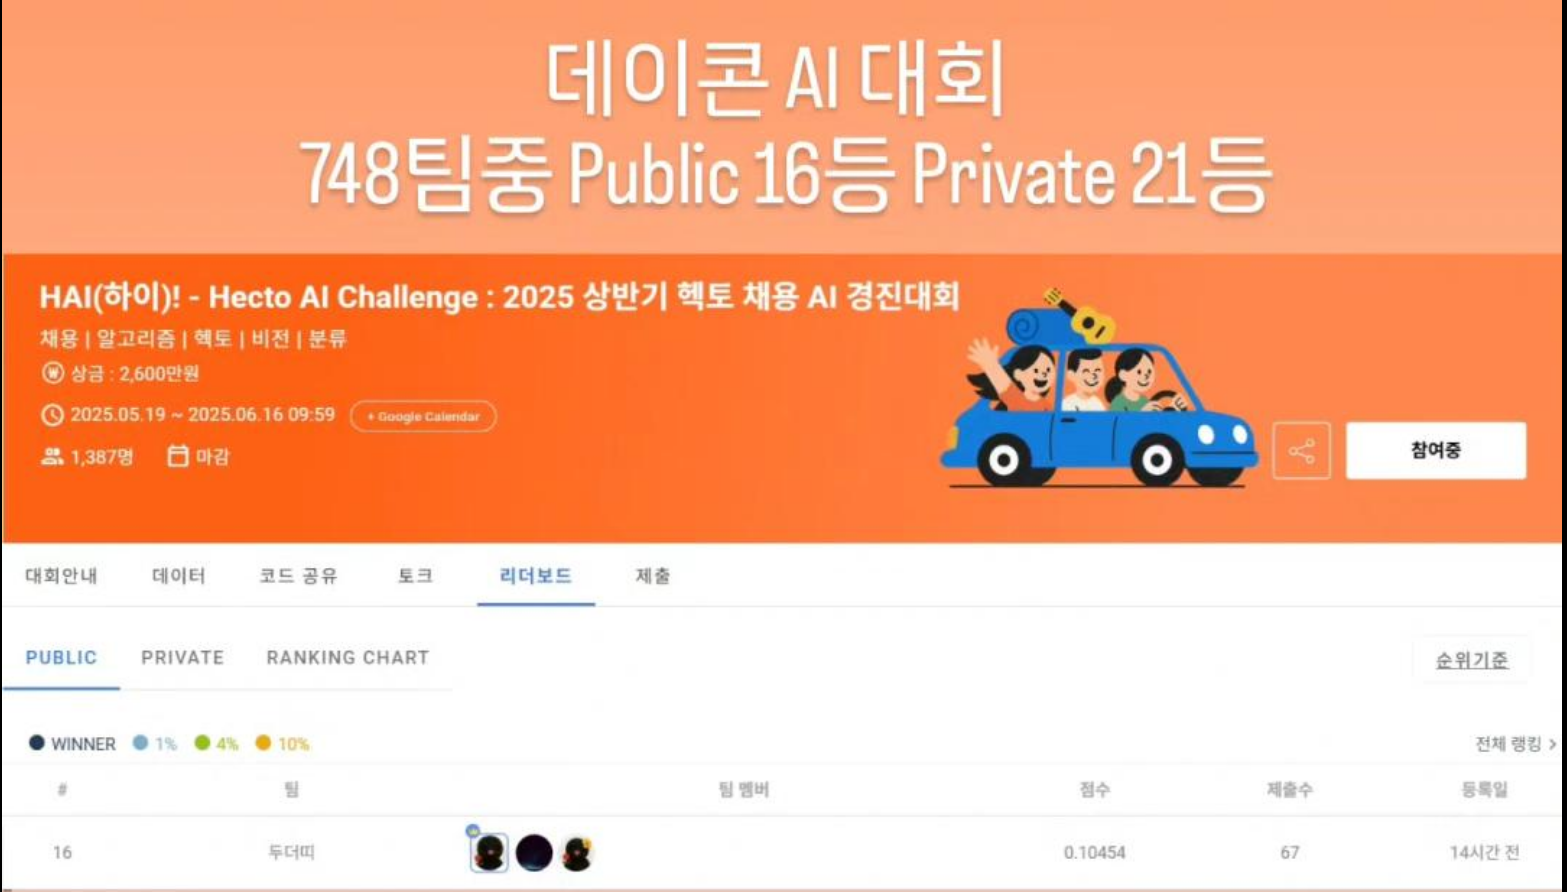 데이콘 AI 대회
748팀중 Public 16등 Private 21등
HAI(하이)! - Hecto AI Challenge : 2025 상반기 헥토 채용 AI 경진대회
채용 | 알고리즘 | 헥토 | 비전 | 분류
₩ 상금 : 2,600만원
2025.05.19 ~ 2025.06.16 09:59 + Google Calendar
1,387명 마감
참여중
대회안내 데이터 코드 공유 토크 리더보드 제출
PUBLIC PRIVATE RANKING CHART 순위기준
WINNER 1% 4% 10% 전체 랭킹 >
# 팀 팀 멤버 점수 제출수 등록일
16 두더띠 0.10454 67 14시간 전